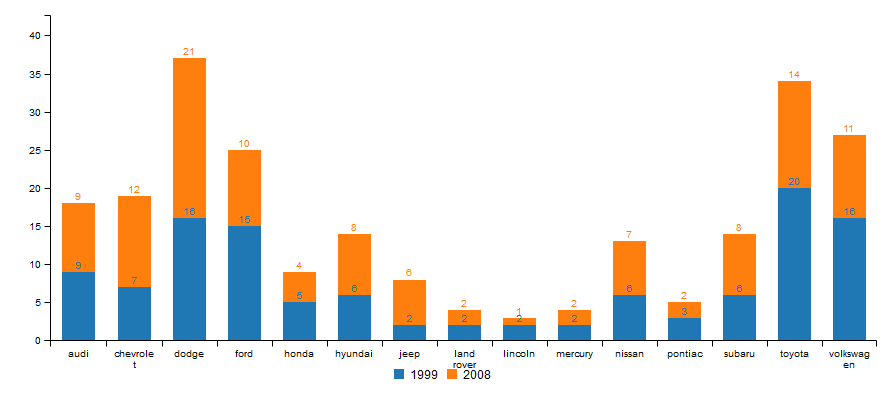 40
35
30
25
20
15
10
5
0
9 12 21 10 4 8 6 2 1 2 7 2 8 14 11
9 7 16 15 5 6 2 2 2 2 6 3 6 20 16
audi chevrole dodge ford honda hyundai jeep land lincoln mercury nissan pontiac subaru toyota volkswag
t rover en
1999 2008